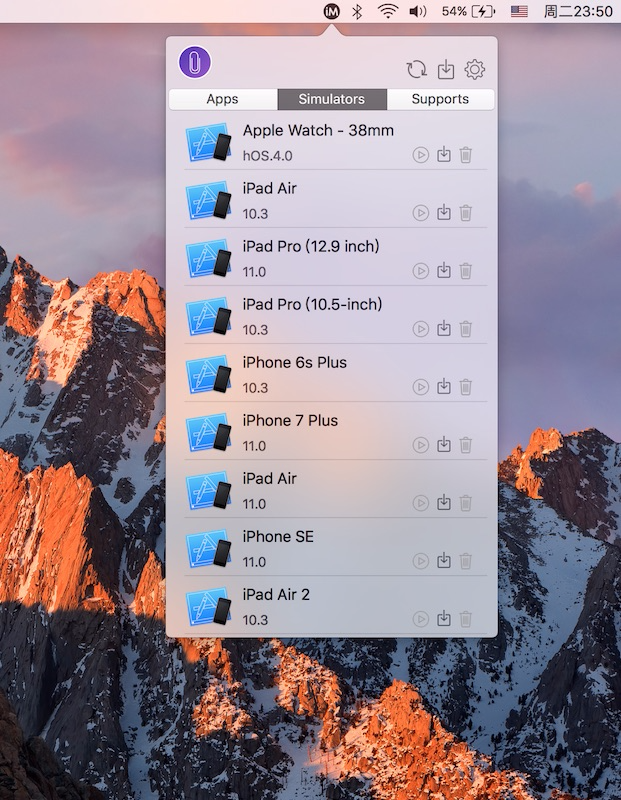 iM 54% 周二23:50
Apps Simulators Supports
Apple Watch - 38mm
hOS.4.0
iPad Air
10.3
iPad Pro (12.9 inch)
11.0
iPad Pro (10.5-inch)
10.3
iPhone 6s Plus
10.3
iPhone 7 Plus
11.0
iPad Air
11.0
iPhone SE
11.0
iPad Air 2
10.3